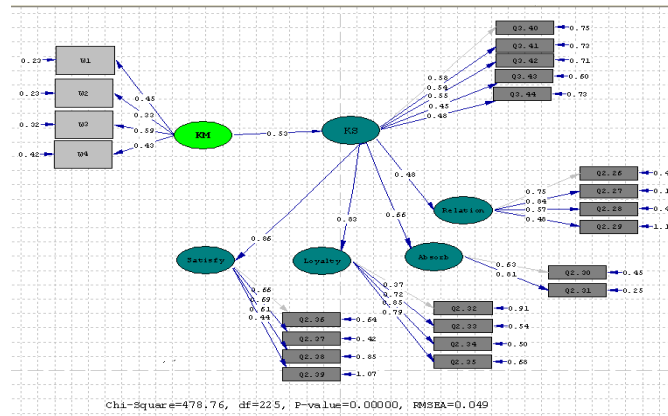 Q3.40 0.75
Q3.41 0.73
0.23 W1 Q3.42 0.71
0.58
0.54 Q3.43 0.60
0.23 W2 0.45 0.55
0.45 Q3.44 0.73
0.33 0.48
0.32 W3 0.59 KM 0.53 KS
0.42 W4 0.43
0.48 Q2.26
0.75 Q2.27
0.84
0.66 Relation 0.57 Q2.28
0.83 0.48 Q2.29
0.86
Satisfy Loyalty Absorb 0.63
0.81 Q2.30 0.45
0.37 Q2.31 0.25
0.66 0.72
0.69 0.85 Q2.32 0.91
0.61 0.79
0.44 Q2.36 0.64 Q2.33 0.54
Q2.37 0.42 Q2.34 0.50
Q2.38 0.85 Q2.35 0.68
Q2.39 1.07
Chi-Square=478.76, df=225, P-value=0.00000, RMSEA=0.049